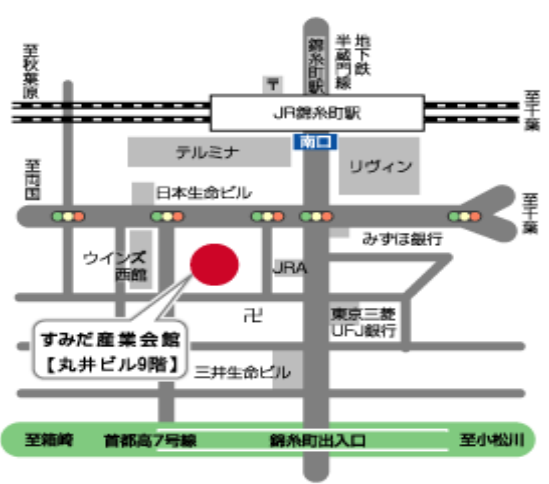 至秋葉原
錦糸町駅
地下鉄
半蔵門線
〒
JR錦糸町駅
至千葉
南口
テルミナ
リヴィン
至両国
日本生命ビル
至千葉
みずほ銀行
ウインズ
西館
JRA
卍
東京三菱
UFJ銀行
すみだ産業会館
【丸井ビル9階】
三井生命ビル
至箱崎
首都高7号線
錦糸町出入口
至小松川